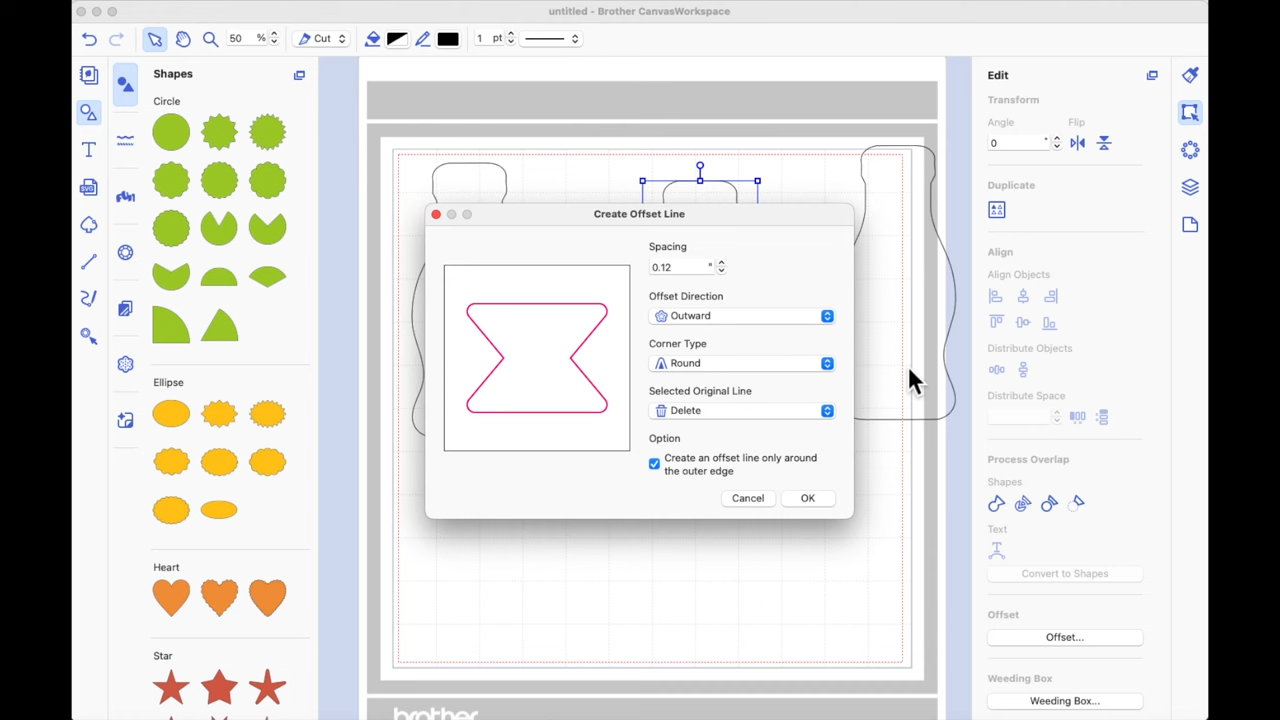 untitled - Brother CanvasWorkspace
50 %
Cut
1 pt
Shapes
Circle
Ellipse
Heart
Star
Create Offset Line
Spacing
0.12 "
Offset Direction
Outward
Corner Type
Round
Selected Original Line
Delete
Option
Create an offset line only around
the outer edge
Cancel
OK
brother
Edit
Transform
Angle
Flip
0 °
Duplicate
Align
Align Objects
Distribute Objects
Distribute Space
Process Overlap
Shapes
Text
Convert to Shapes
Offset
Offset...
Weeding Box
Weeding Box...